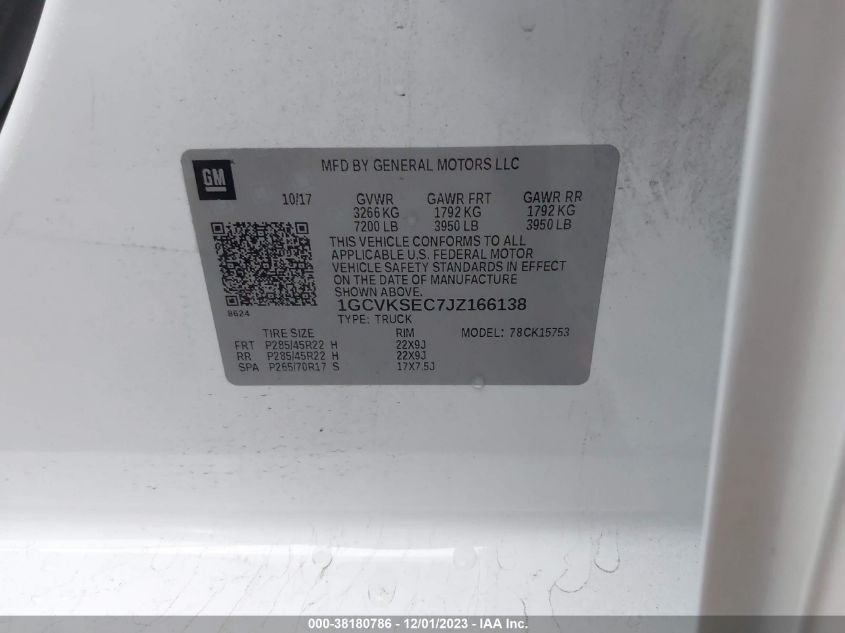 GM
MFD BY GENERAL MOTORS LLC
10/17 GVWR GAWR FRT GAWR RR
3266 KG 1792 KG 1792 KG
7200 LB 3950 LB 3950 LB
THIS VEHICLE CONFORMS TO ALL
APPLICABLE U.S. FEDERAL MOTOR
VEHICLE SAFETY STANDARDS IN EFFECT
ON THE DATE OF MANUFACTURE
SHOWN ABOVE.
8624
1GCVKSEC7JZ166138
TYPE: TRUCK
TIRE SIZE RIM MODEL: 78CK15753
FRT P285/45R22 H 22X9J
RR P285/45R22 H 22X9J
SPA P265/70R17 S 17X7.5J
000-38180786 - 12/01/2023 - IAA Inc.